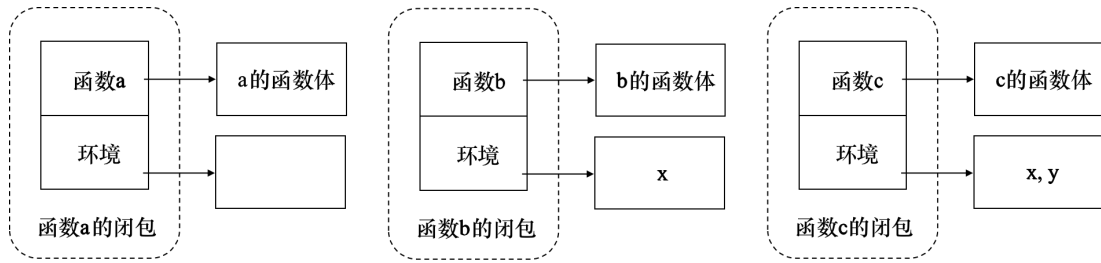 函数a
a的函数体
环境
函数a的闭包
函数b
b的函数体
环境
x
函数b的闭包
函数c
c的函数体
环境
x, y
函数c的闭包